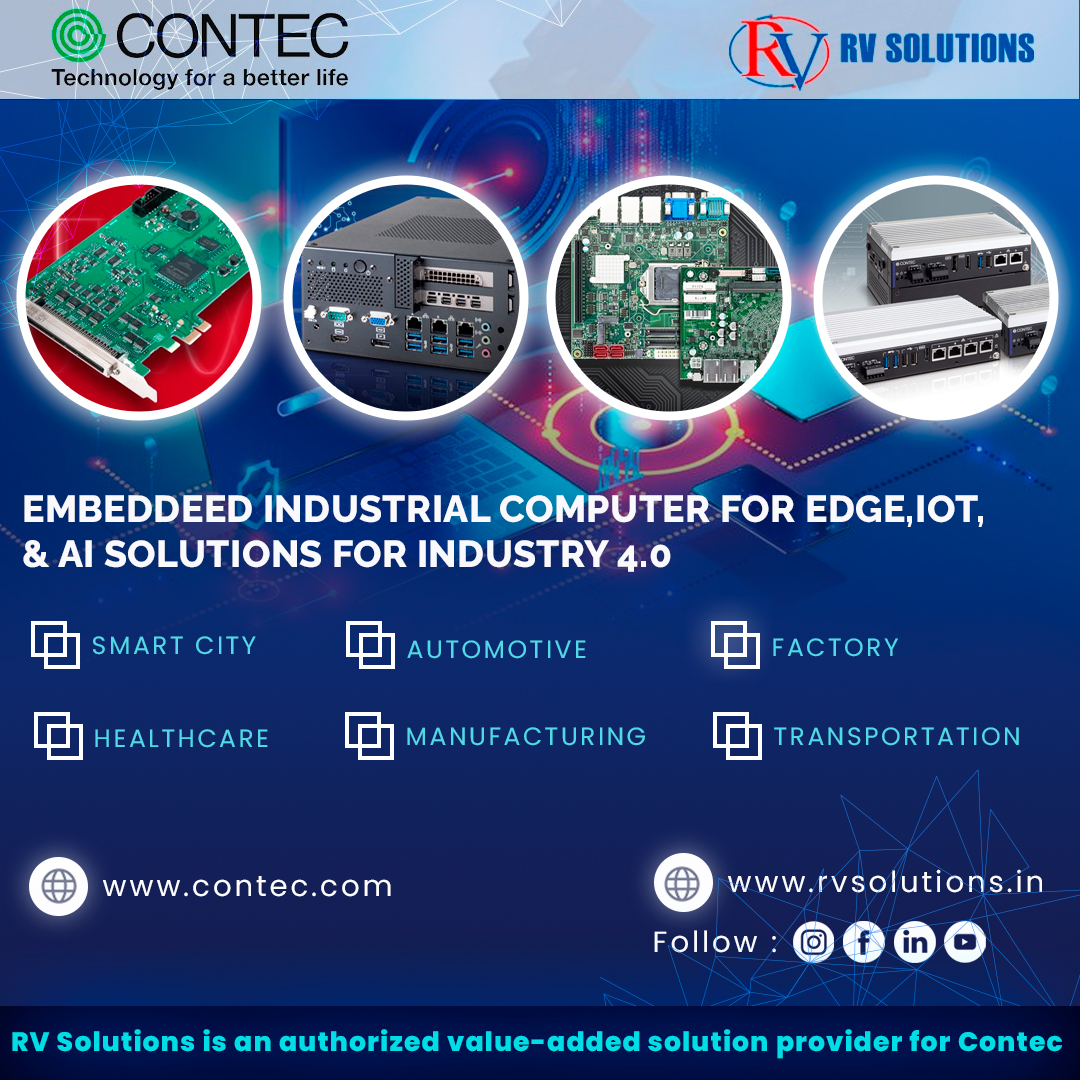 CONTEC
Technology for a better life
RV RV SOLUTIONS
EMBEDDEED INDUSTRIAL COMPUTER FOR EDGE,IOT,
& AI SOLUTIONS FOR INDUSTRY 4.0
SMART CITY
AUTOMOTIVE
FACTORY
HEALTHCARE
MANUFACTURING
TRANSPORTATION
www.contec.com
www.rvsolutions.in
Follow :
RV Solutions is an authorized value-added solution provider for Contec